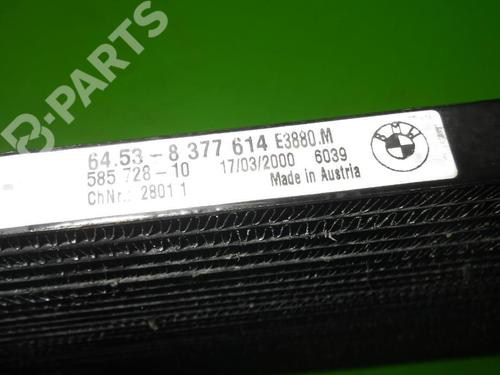 B-PARTS
64.53- 8 377 614 E3880.M
585 728-10 17/03/2000 6039
ChNr.: 2801 1 Made in Austria
BMW